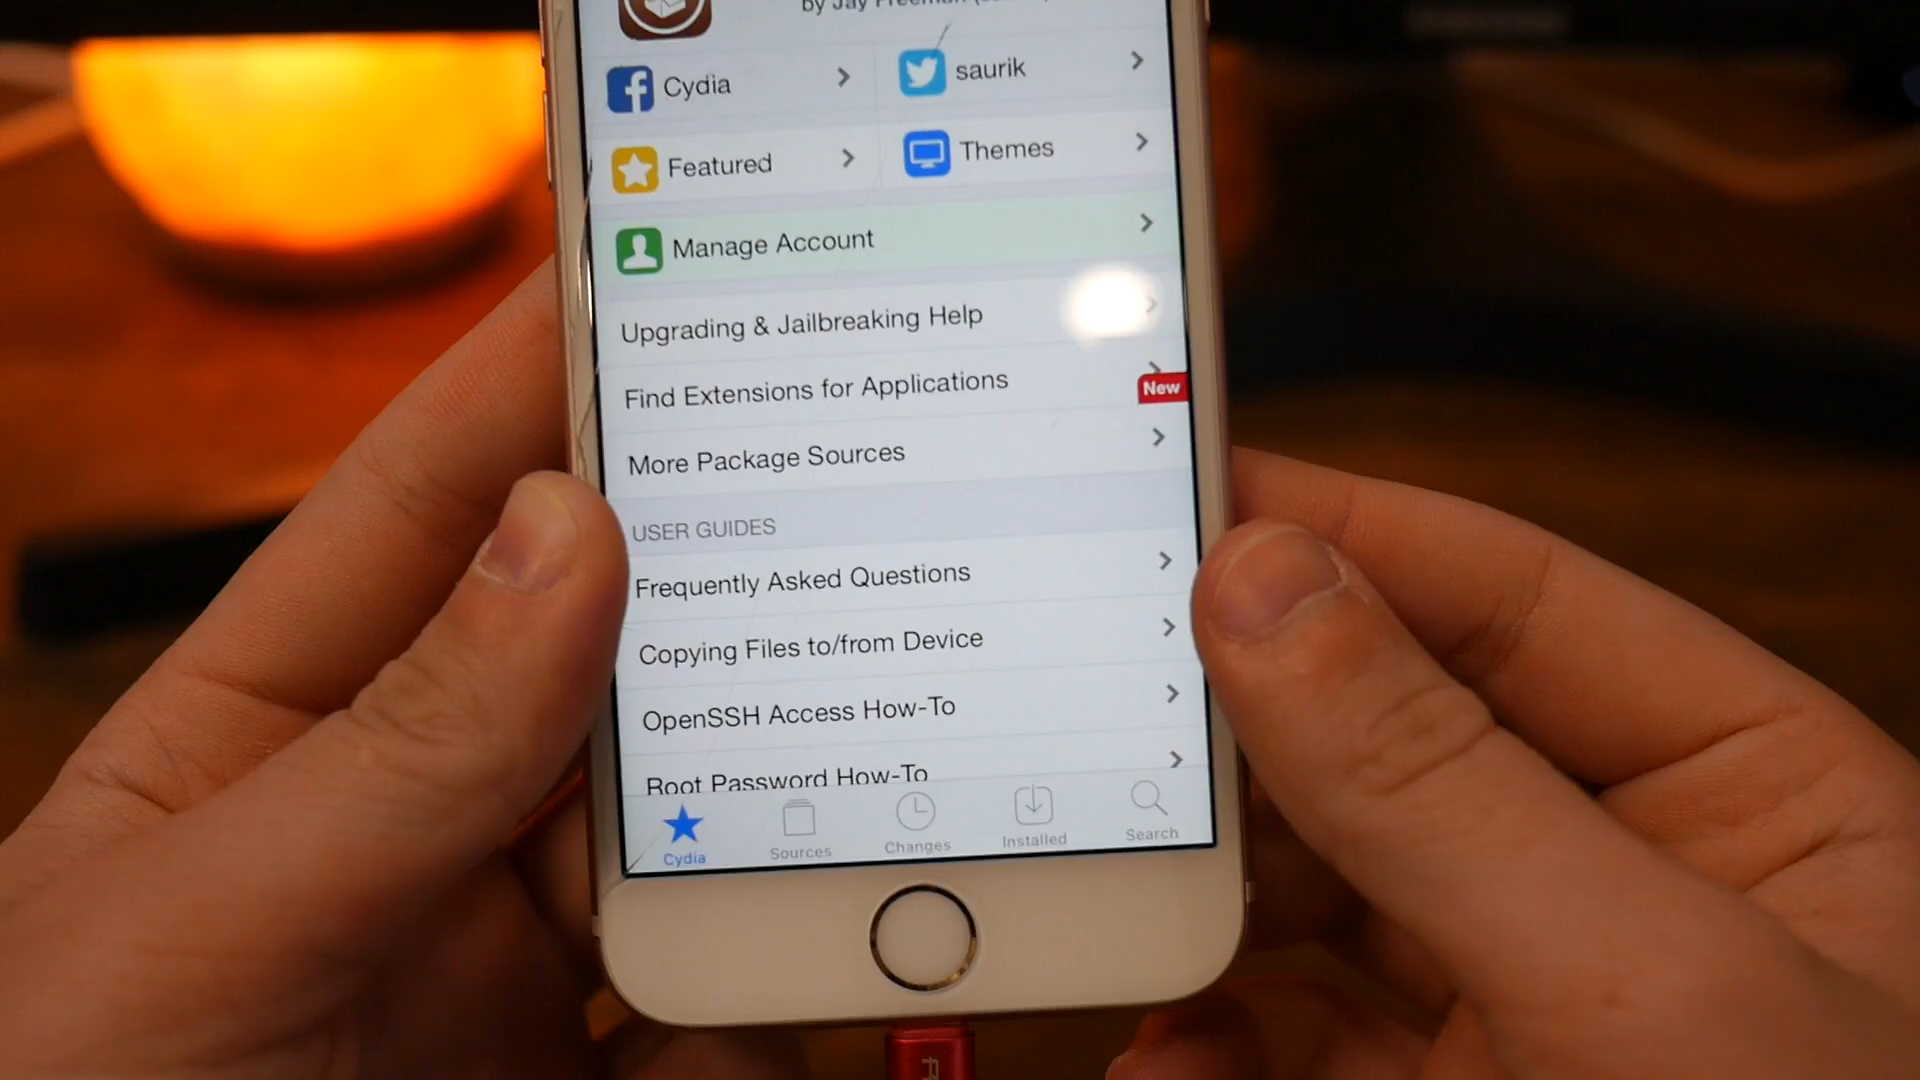 by Jay Freeman
Cydia
saurik
Featured
Themes
Manage Account
Upgrading & Jailbreaking Help
Find Extensions for Applications
New
More Package Sources
USER GUIDES
Frequently Asked Questions
Copying Files to/from Device
OpenSSH Access How-To
Root Password How-To
Cydia
Sources
Changes
Installed
Search